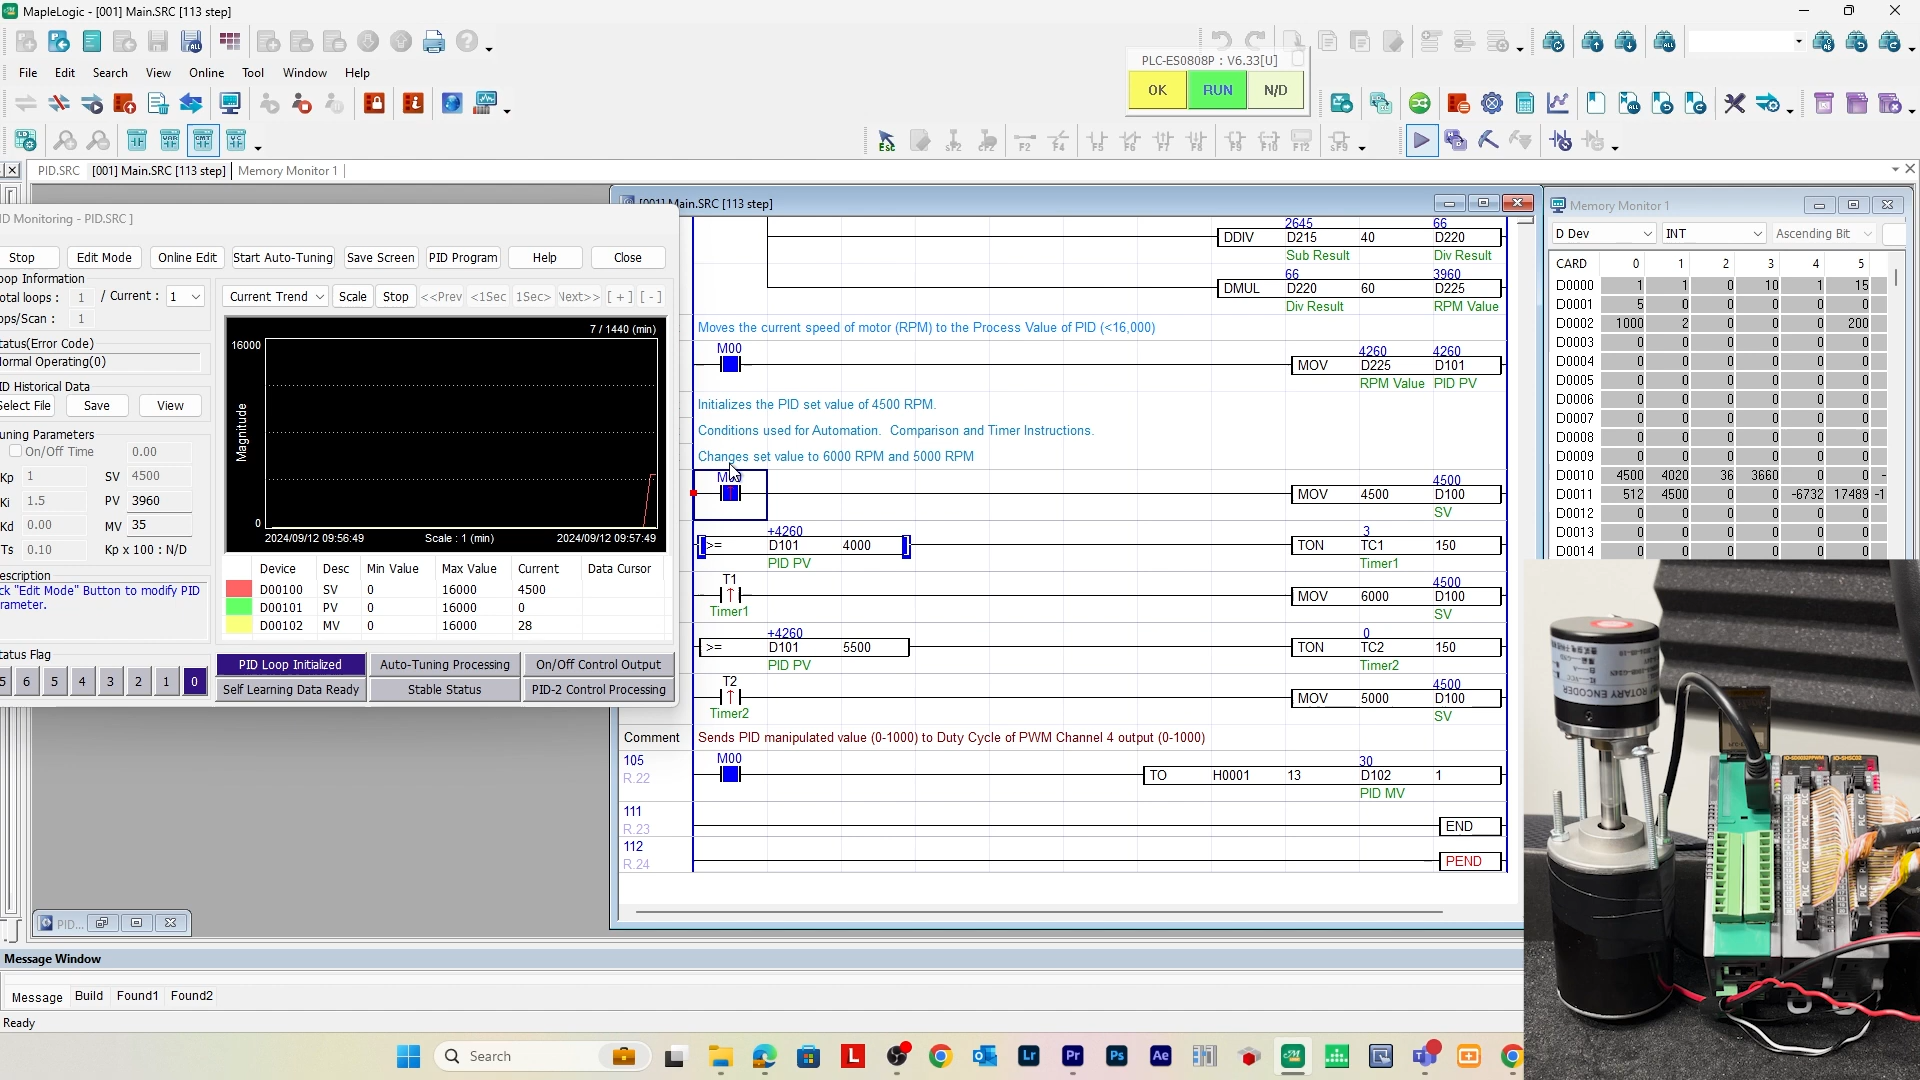 MapleLogic - [001] Main.SRC [113 step]
File Edit Search View Online Tool Window Help
PLC-ES0808P : V6.33[U]
OK RUN N/D
PID.SRC [001] Main.SRC [113 step] Memory Monitor 1
ID Monitoring - PID.SRC ]
Stop Edit Mode Online Edit Start Auto-Tuning Save Screen PID Program Help Close
oop Information
otal loops : 1 / Current : 1
ops/Scan : 1
tatus(Error Code)
ormal Operating(0)
ID Historical Data
Select File Save View
uning Parameters
On/Off Time 0.00
Kp 1 SV 4500
Ki 1.5 PV 3960
Kd 0.00 MV 35
Ts 0.10 Kp x 100 : N/D
escription
ck "Edit Mode" Button to modify PID
rameter.
tatus Flag
5 6 5 4 3 2 1 0
Current Trend Scale Stop <<Prev <1Sec 1Sec> Next>> [ + ] [ - ]
7 / 1440 (min)
16000
Magnitude
0
2024/09/12 09:56:49 Scale : 1 (min) 2024/09/12 09:57:49
Device Desc Min Value Max Value Current Data Cursor
D00100 SV 0 16000 4500
D00101 PV 0 16000 0
D00102 MV 0 16000 28
PID Loop Initialized Auto-Tuning Processing On/Off Control Output
Self Learning Data Ready Stable Status PID-2 Control Processing
[001] Main.SRC [113 step]
2645 66
DDIV D215 40 D220
Sub Result Div Result
66 3960
DMUL D220 60 D225
Div Result RPM Value
Moves the current speed of motor (RPM) to the Process Value of PID (<16,000)
M00 4260 4260
MOV D225 D101
RPM Value PID PV
Initializes the PID set value of 4500 RPM.
Conditions used for Automation. Comparison and Timer Instructions.
Changes set value to 6000 RPM and 5000 RPM
4500
MOV 4500 D100
SV
+4260 3
>= D101 4000 TON TC1 150
PID PV Timer1
T1 4500
MOV 6000 D100
Timer1 SV
+4260 0
>= D101 5500 TON TC2 150
PID PV Timer2
T2 4500
MOV 5000 D100
Timer2 SV
Comment Sends PID manipulated value (0-1000) to Duty Cycle of PWM Channel 4 output (0-1000)
105 M00 30
R.22 TO H0001 13 D102 1
PID MV
111
R.23 END
112
R.24 PEND
Memory Monitor 1
D Dev INT Ascending Bit
CARD 0 1 2 3 4 5
D0000 1 1 0 10 1 15
D0001 5 0 0 0 0 0
D0002 1000 2 0 0 0 200
D0003 0 0 0 0 0 0
D0004 0 0 0 0 0 0
D0005 0 0 0 0 0 0
D0006 0 0 0 0 0 0
D0007 0 0 0 0 0 0
D0008 0 0 0 0 0 0
D0009 0 0 0 0 0 0
D0010 4500 4020 36 3660 0 0 -
D0011 512 4500 0 0 -6732 17489 -1
D0012 0 0 0 0 0 0
D0013 0 0 0 0 0 0
D0014 0 0 0 0 0 0
ROTARY ENCODER
PID...
Message Window
Message Build Found1 Found2
Ready
Search